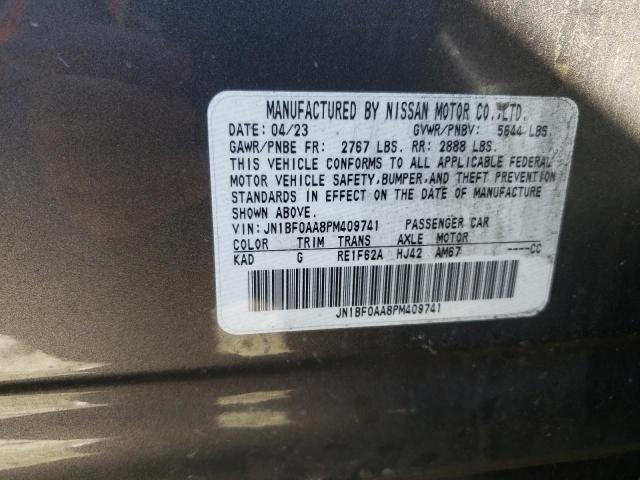 MANUFACTURED BY NISSAN MOTOR CO.,LTD.
DATE: 04/23 GVWR/PNBV: 5644 LBS.
GAWR/PNBE FR: 2767 LBS. RR: 2888 LBS.
THIS VEHICLE CONFORMS TO ALL APPLICABLE FEDERAL
MOTOR VEHICLE SAFETY,BUMPER,AND THEFT PREVENTION
STANDARDS IN EFFECT ON THE DATE OF MANUFACTURE
SHOWN ABOVE.
VIN: JN1BF0AA8PM409741 PASSENGER CAR
COLOR TRIM TRANS AXLE MOTOR
KAD G RE1F62A HJ42 AM67 ----CC
JN1BF0AA8PM409741